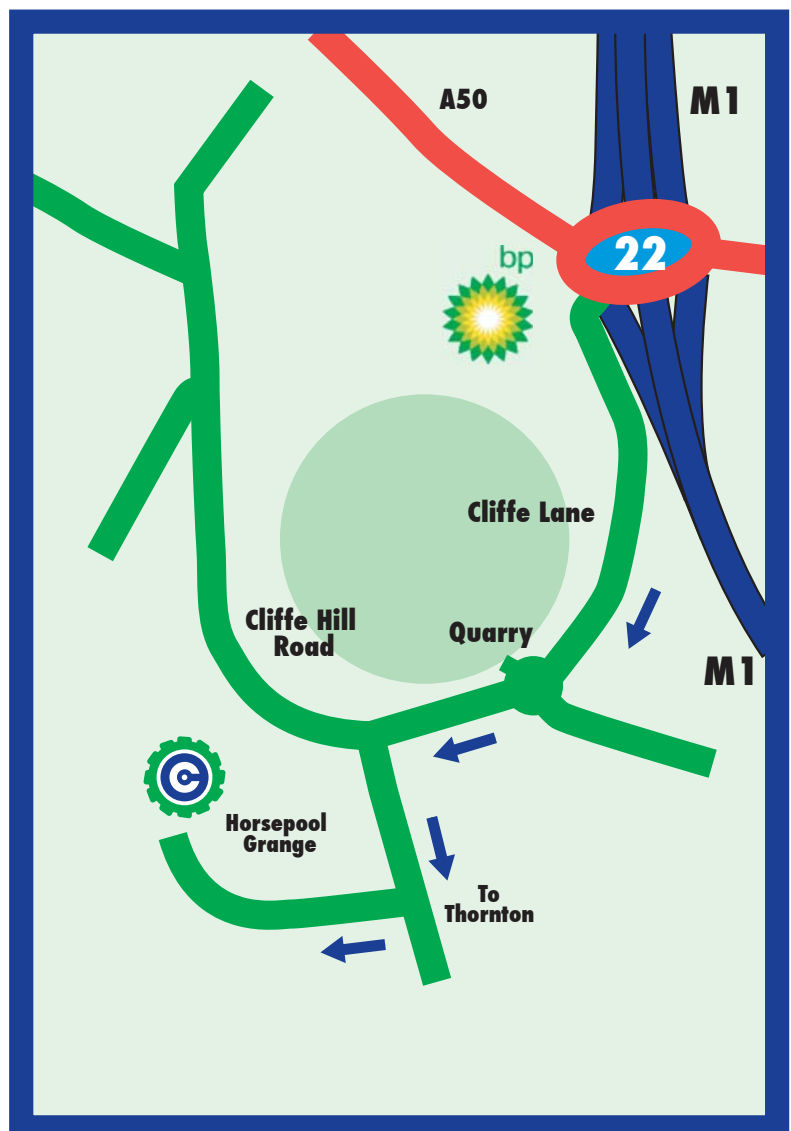 A50
M1
22
bp
Cliffe Lane
Cliffe Hill
Road
Quarry
M1
Horsepool
Grange
To
Thornton